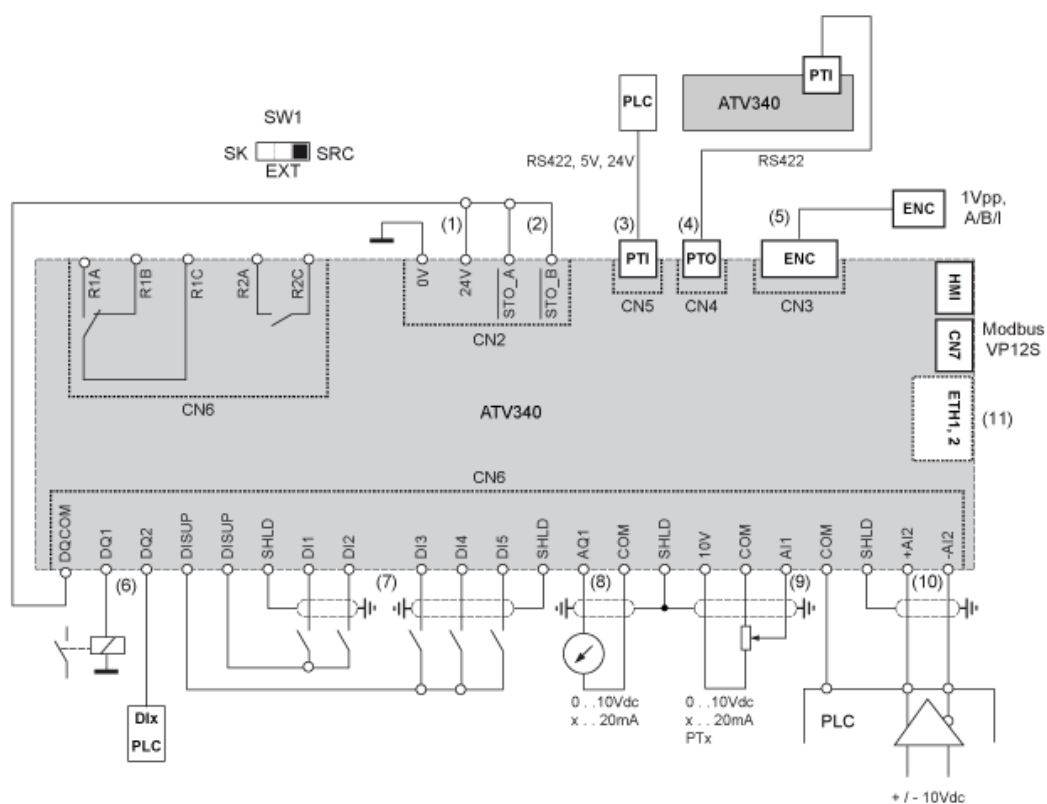 PTI
PLC
ATV340
SW1
SK SRC
EXT
RS422, 5V, 24V
RS422
1Vpp,
A/B/I
ENC
(1)
(2)
(3)
(4)
(5)
R1A
R1B
R1C
R2A
R2C
0V
24V
STO_A
STO_B
PTI
PTO
ENC
HMI
CN5
CN4
CN3
CN2
CN7
Modbus
VP12S
CN6
ATV340
ETH1, 2
(11)
CN6
DQCOM
DQ1
DQ2
DISUP
DISUP
SHLD
DI1
DI2
DI3
DI4
DI5
SHLD
AQ1
COM
SHLD
10V
COM
AI1
COM
SHLD
+AI2
-AI2
(6)
(7)
(8)
(9)
(10)
DIx
PLC
0 . .10Vdc
x . . 20mA
0 . .10Vdc
x . . 20mA
PTx
PLC
+ / - 10Vdc